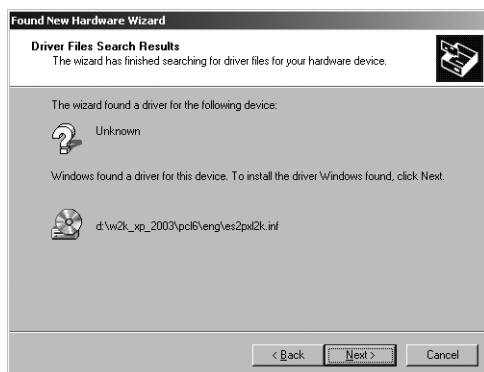 Found New Hardware Wizard
Driver Files Search Results
The wizard has finished searching for driver files for your hardware device.
The wizard found a driver for the following device:
Unknown
Windows found a driver for this device. To install the driver Windows found, click Next.
d:\w2k_xp_2003\pcl6\eng\es2pxl2k.inf
< Back Next > Cancel